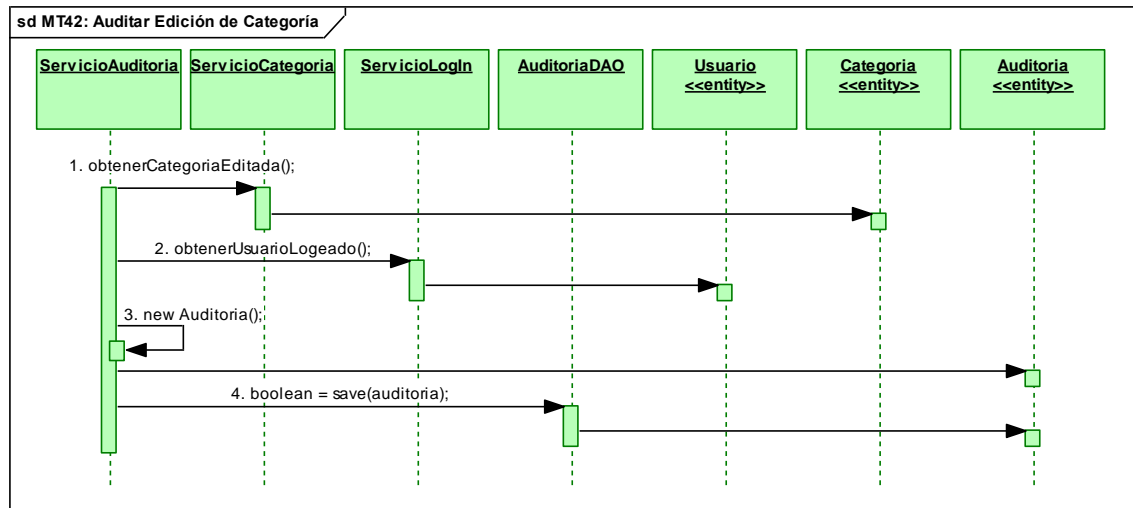 sd MT42: Auditar Edición de Categoría
ServicioAuditoria
ServicioCategoria
ServicioLogIn
AuditoriaDAO
Usuario
<<entity>>
Categoria
<<entity>>
Auditoria
<<entity>>
1. obtenerCategoriaEditada();
2. obtenerUsuarioLogeado();
3. new Auditoria();
4. boolean = save(auditoria);